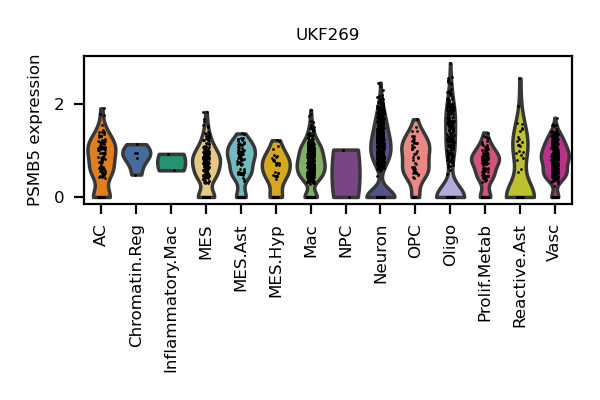 UKF269
PSMB5 expression
2
0
AC
Chromatin.Reg
Inflammatory.Mac
MES
MES.Ast
MES.Hyp
Mac
NPC
Neuron
OPC
Oligo
Prolif.Metab
Reactive.Ast
Vasc